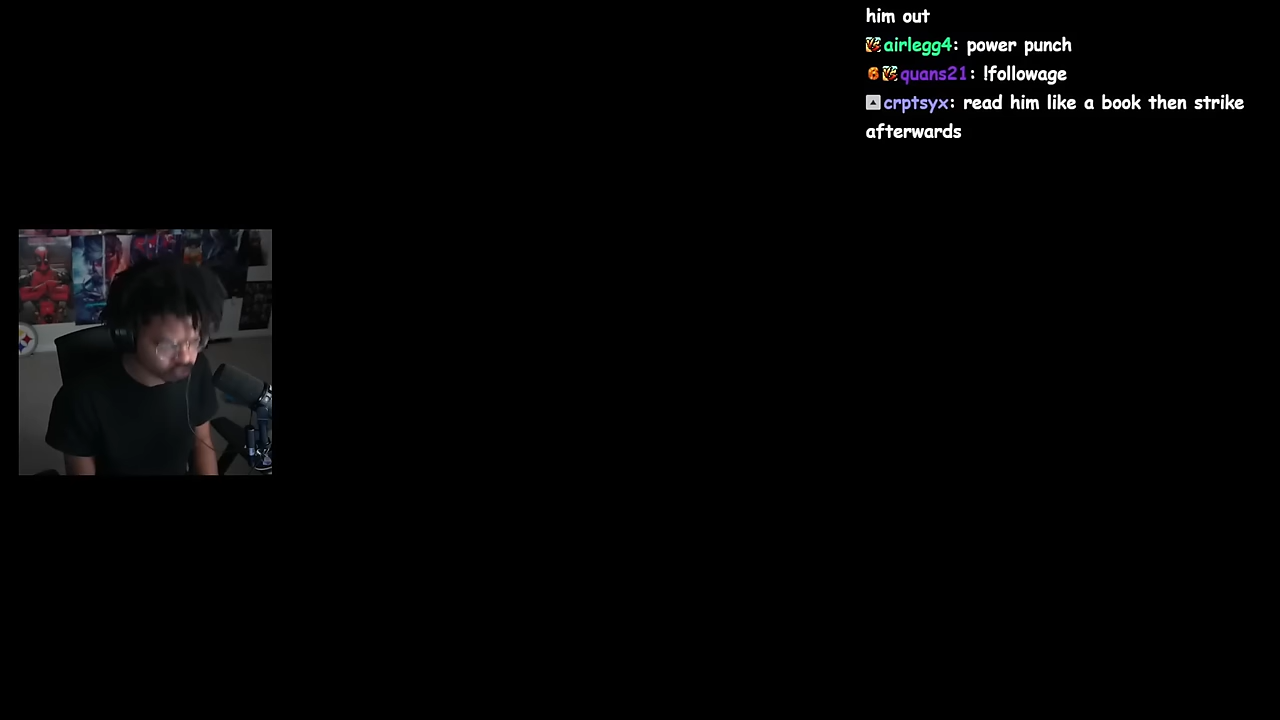 him out
airlegg4: power punch
quans21: !followage
crptsyx: read him like a book then strike
afterwards